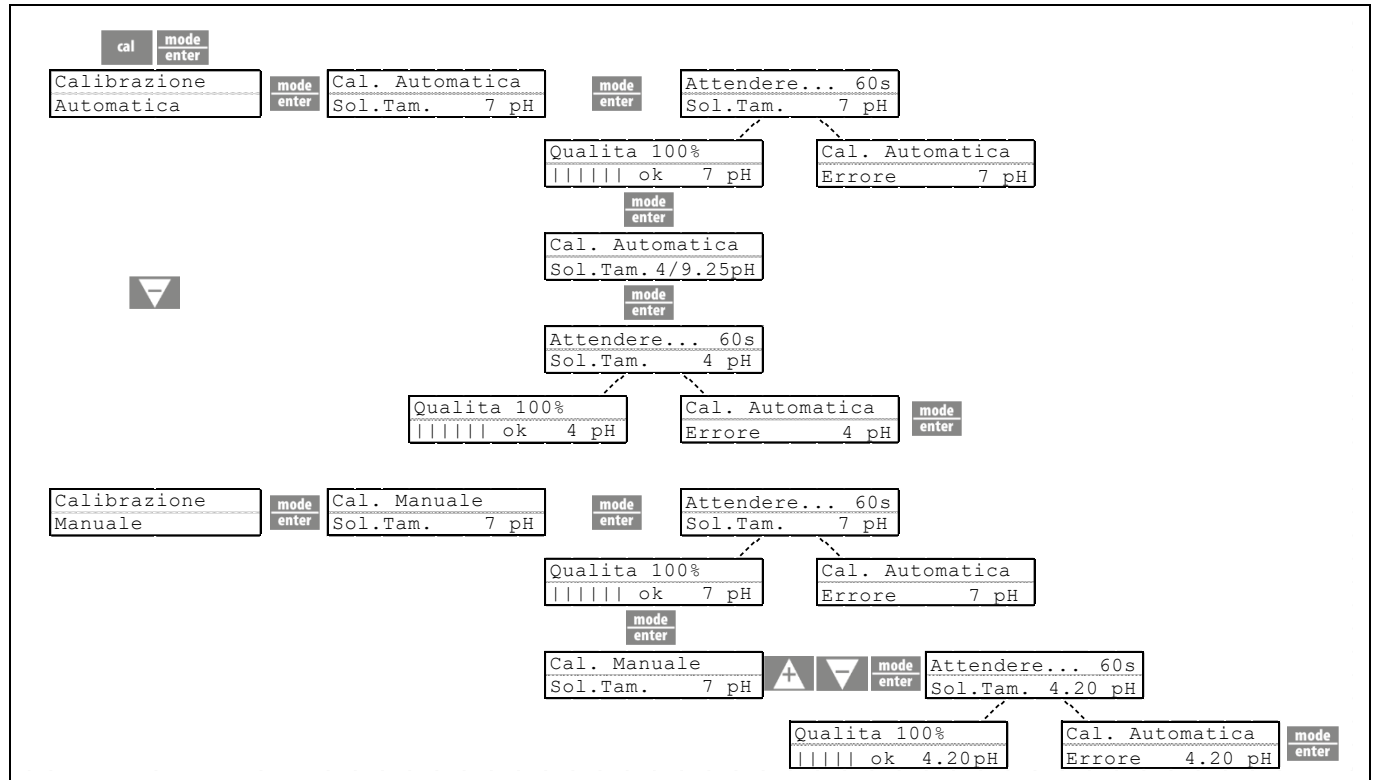 cal mode
enter
Calibrazione
Automatica
mode
enter
Cal. Automatica
Sol.Tam. 7 pH
mode
enter
Attendere... 60s
Sol.Tam. 7 pH
Qualita 100%
|||||| ok 7 pH
Cal. Automatica
Errore 7 pH
mode
enter
Cal. Automatica
Sol.Tam. 4/9.25pH
mode
enter
Attendere... 60s
Sol.Tam. 4 pH
Qualita 100%
|||||| ok 4 pH
Cal. Automatica
Errore 4 pH
mode
enter
Calibrazione
Manuale
mode
enter
Cal. Manuale
Sol.Tam. 7 pH
mode
enter
Attendere... 60s
Sol.Tam. 7 pH
Qualita 100%
|||||| ok 7 pH
Cal. Automatica
Errore 7 pH
mode
enter
Cal. Manuale
Sol.Tam. 7 pH
+ −
mode
enter
Attendere... 60s
Sol.Tam. 4.20 pH
Qualita 100%
||||| ok 4.20pH
Cal. Automatica
Errore 4.20 pH
mode
enter